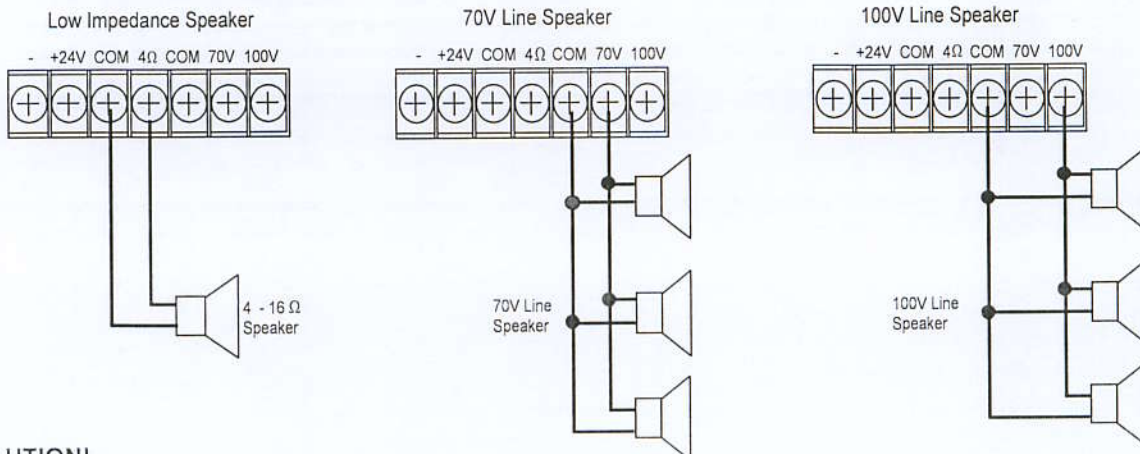 Low Impedance Speaker
- +24V COM 4Ω COM 70V 100V
4 - 16 Ω
Speaker
70V Line Speaker
- +24V COM 4Ω COM 70V 100V
70V Line
Speaker
100V Line Speaker
- +24V COM 4Ω COM 70V 100V
100V Line
Speaker